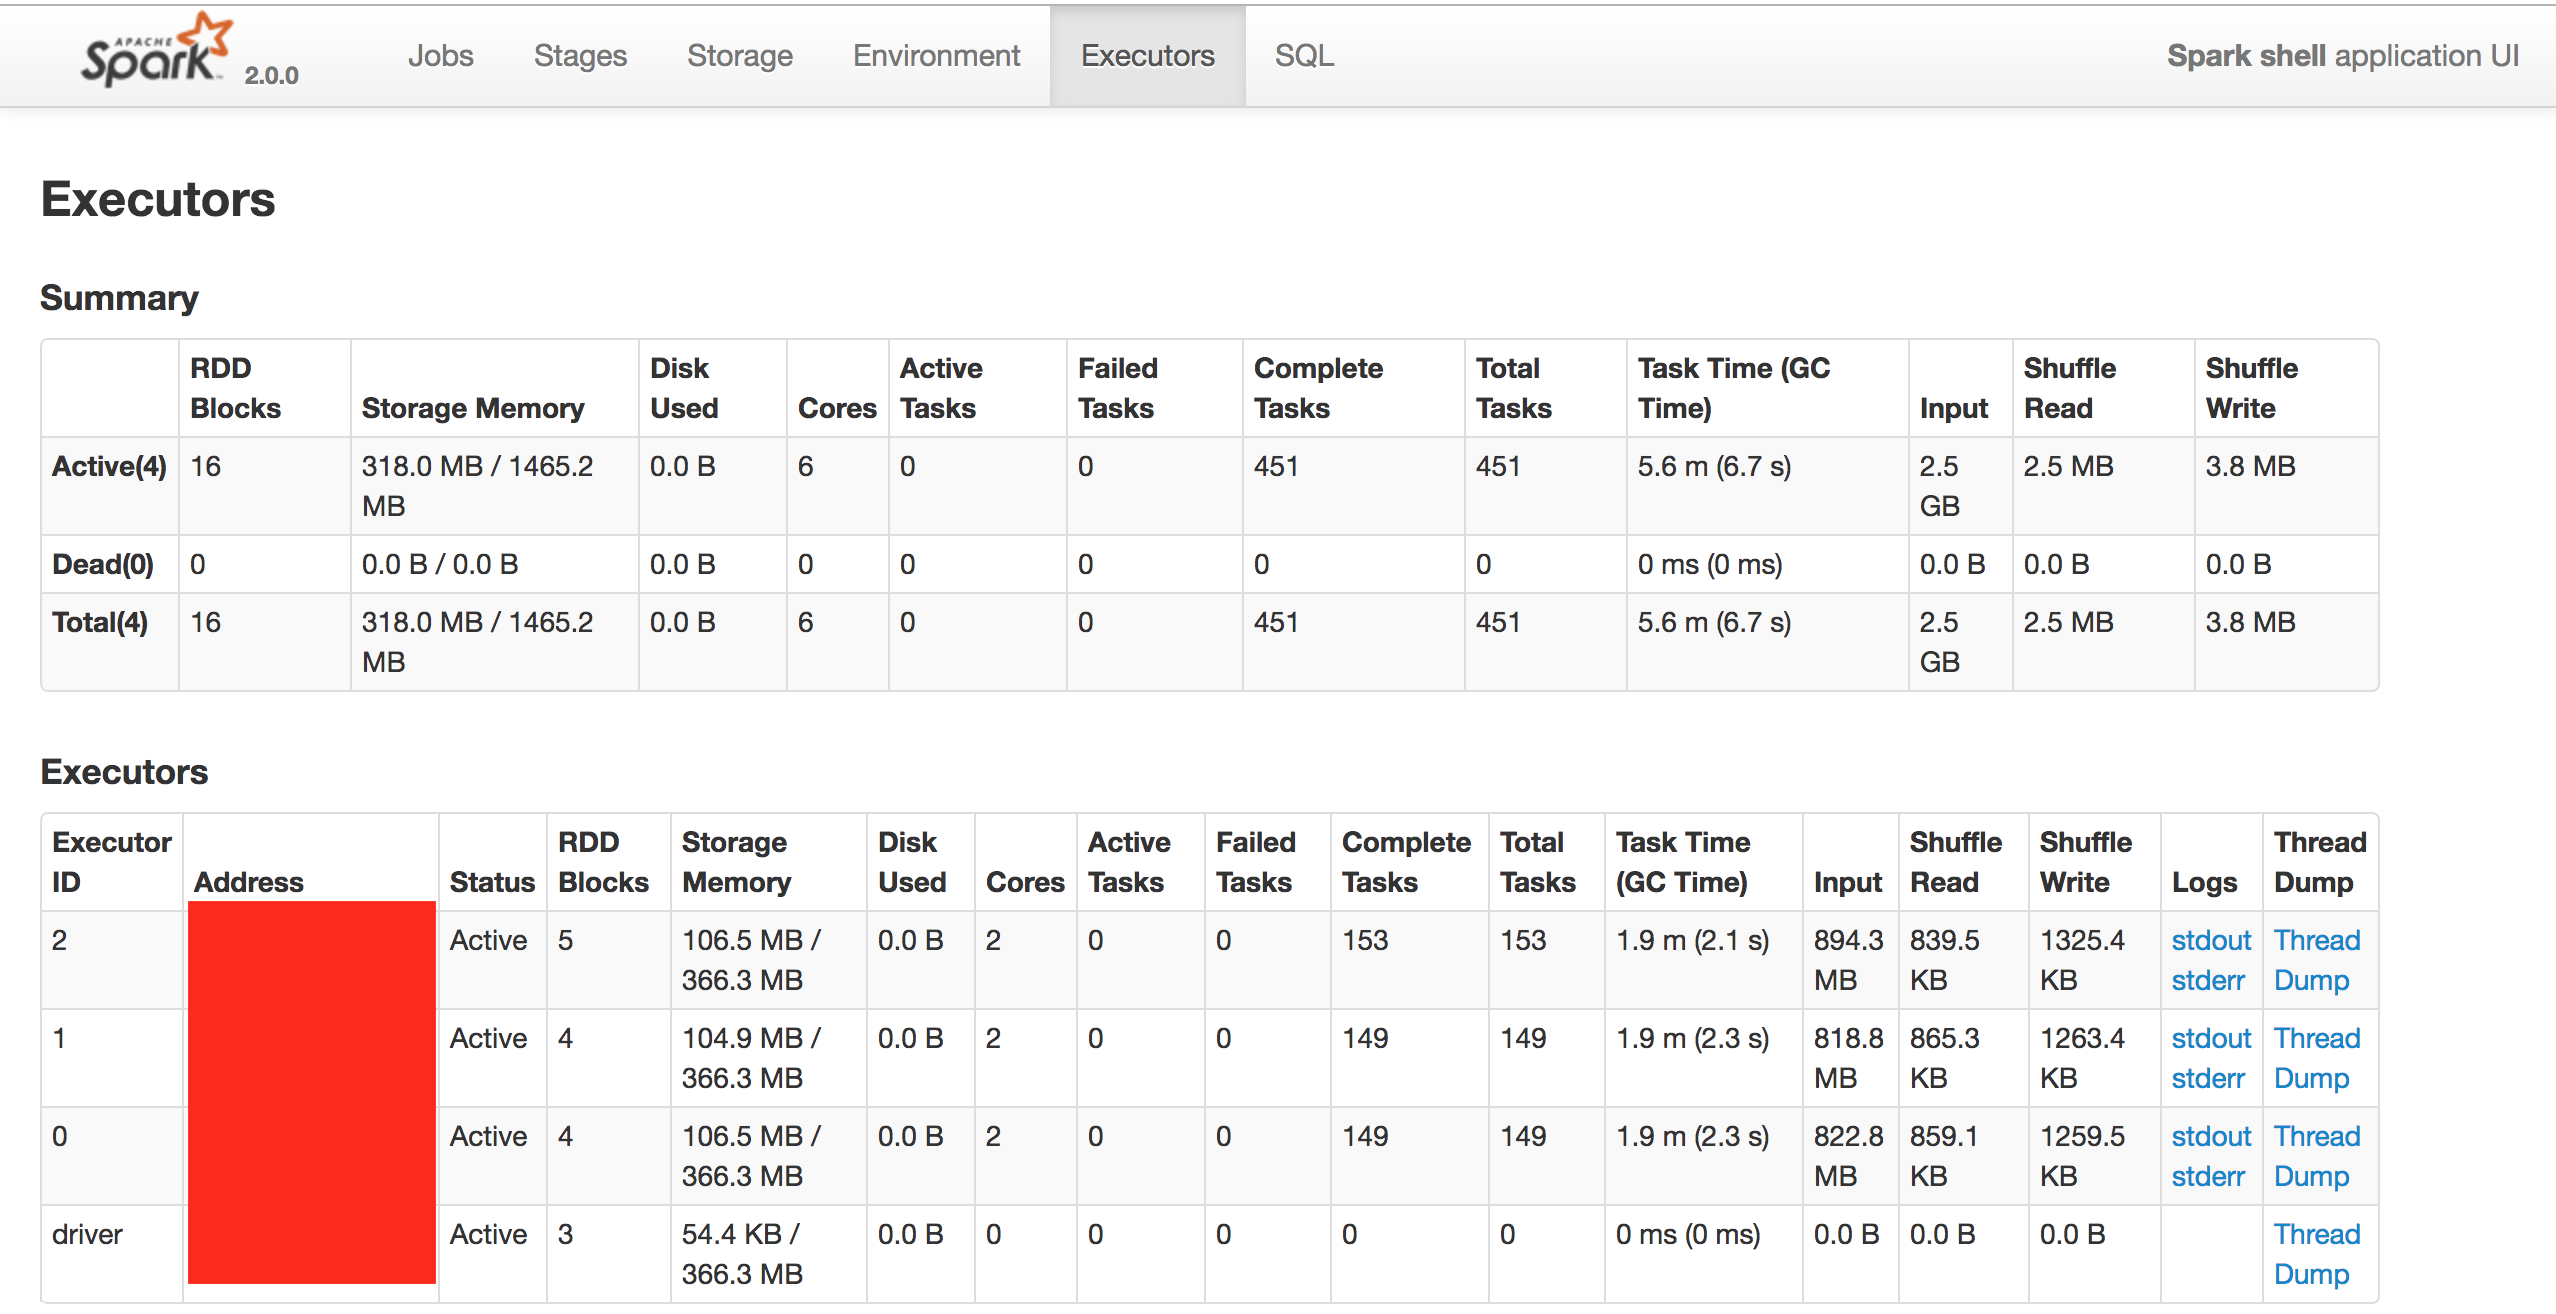 APACHE
Spark™ 2.0.0 Jobs Stages Storage Environment Executors SQL Spark shell application UI
Executors
Summary
RDD Blocks Storage Memory Disk Used Cores Active Tasks Failed Tasks Complete Tasks Total Tasks Task Time (GC Time) Input Shuffle Read Shuffle Write
Active(4) 16 318.0 MB / 1465.2 MB 0.0 B 6 0 0 451 451 5.6 m (6.7 s) 2.5 GB 2.5 MB 3.8 MB
Dead(0) 0 0.0 B / 0.0 B 0.0 B 0 0 0 0 0 0 ms (0 ms) 0.0 B 0.0 B 0.0 B
Total(4) 16 318.0 MB / 1465.2 MB 0.0 B 6 0 0 451 451 5.6 m (6.7 s) 2.5 GB 2.5 MB 3.8 MB
Executors
Executor ID Address Status RDD Blocks Storage Memory Disk Used Cores Active Tasks Failed Tasks Complete Tasks Total Tasks Task Time (GC Time) Input Shuffle Read Shuffle Write Logs Thread Dump
2 Active 5 106.5 MB / 366.3 MB 0.0 B 2 0 0 153 153 1.9 m (2.1 s) 894.3 MB 839.5 KB 1325.4 KB stdout stderr Thread Dump
1 Active 4 104.9 MB / 366.3 MB 0.0 B 2 0 0 149 149 1.9 m (2.3 s) 818.8 MB 865.3 KB 1263.4 KB stdout stderr Thread Dump
0 Active 4 106.5 MB / 366.3 MB 0.0 B 2 0 0 149 149 1.9 m (2.3 s) 822.8 MB 859.1 KB 1259.5 KB stdout stderr Thread Dump
driver Active 3 54.4 KB / 366.3 MB 0.0 B 0 0 0 0 0 0 ms (0 ms) 0.0 B 0.0 B 0.0 B Thread Dump